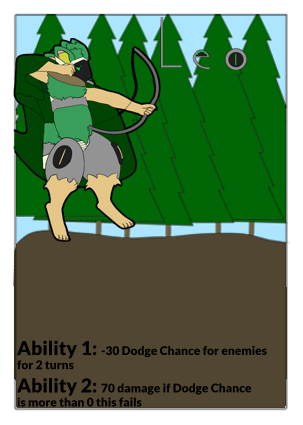 Leo
Ability 1: -30 Dodge Chance for enemies
for 2 turns
Ability 2: 70 damage if Dodge Chance
is more than 0 this fails